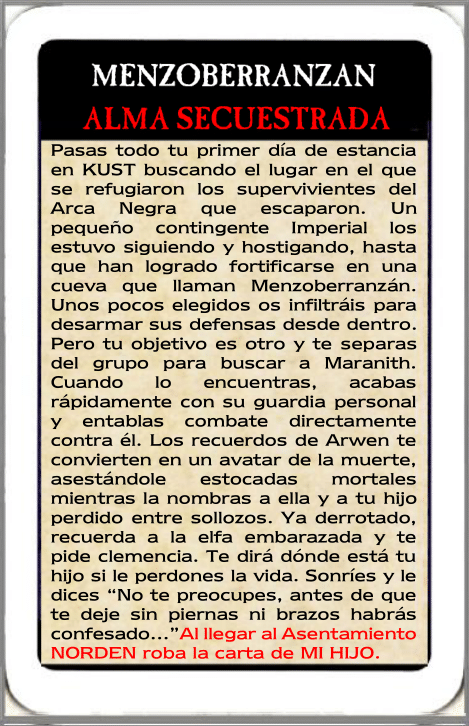 MENZOBERRANZAN
ALMA SECUESTRADA
Pasas todo tu primer día de estancia
en KUST buscando el lugar en el que
se refugiaron los supervivientes del
Arca Negra que escaparon. Un
pequeño contingente Imperial los
estuvo siguiendo y hostigando, hasta
que han logrado fortificarse en una
cueva que llaman Menzoberranzán.
Unos pocos elegidos os infiltráis para
desarmar sus defensas desde dentro.
Pero tu objetivo es otro y te separas
del grupo para buscar a Maranith.
Cuando lo encuentras, acabas
rápidamente con su guardia personal
y entablas combate directamente
contra él. Los recuerdos de Arwen te
convierten en un avatar de la muerte,
asestándole estocadas mortales
mientras la nombras a ella y a tu hijo
perdido entre sollozos. Ya derrotado,
recuerda a la elfa embarazada y te
pide clemencia. Te dirá dónde está tu
hijo si le perdones la vida. Sonríes y le
dices “No te preocupes, antes de que
te deje sin piernas ni brazos habrás
confesado...”Al llegar al Asentamiento
NORDEN roba la carta de MI HIJO.